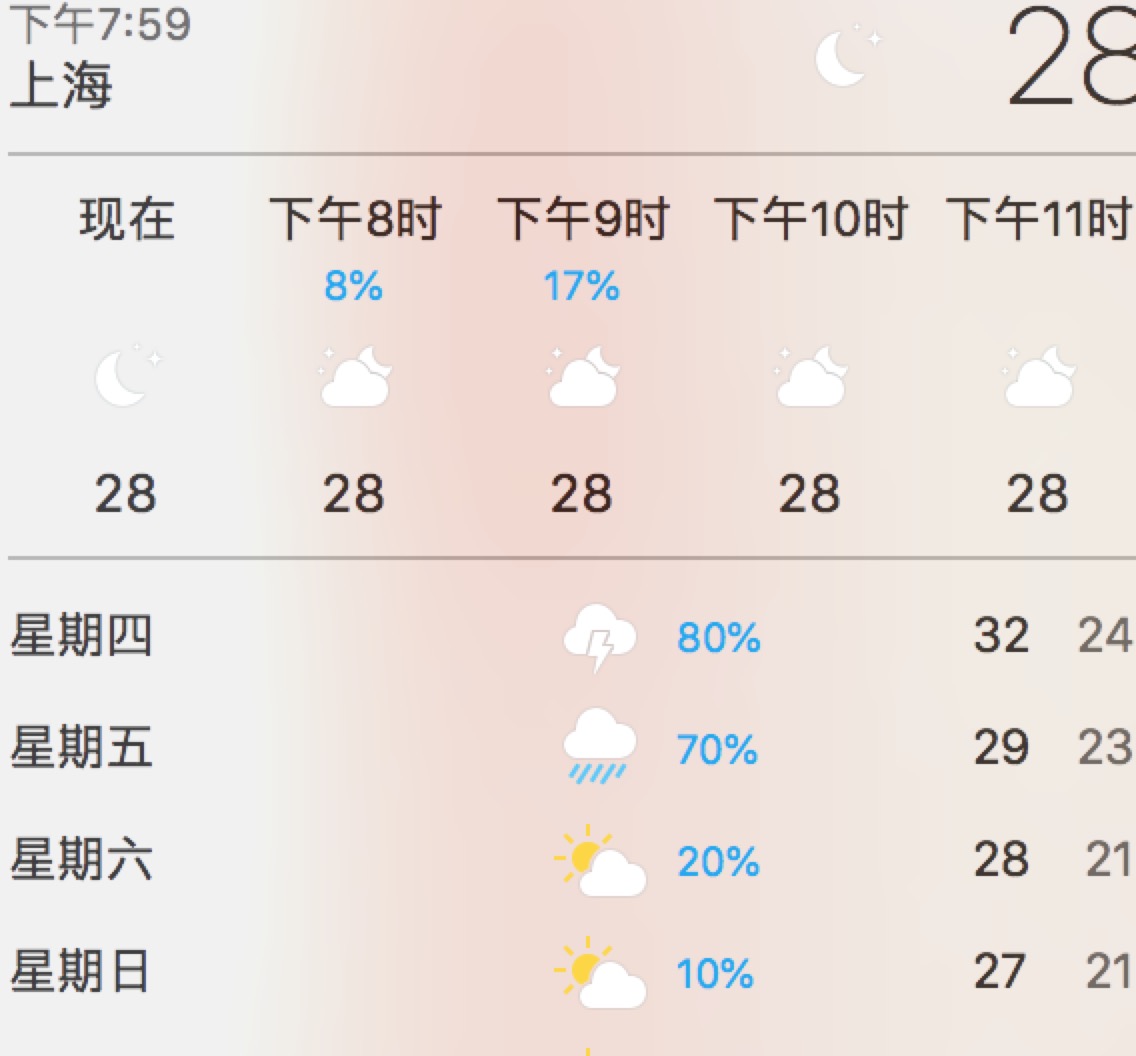 下午7:59
上海
28
现在 下午8时 下午9时 下午10时 下午11时
8% 17%
28 28 28 28 28
星期四 80% 32 24
星期五 70% 29 23
星期六 20% 28 21
星期日 10% 27 21